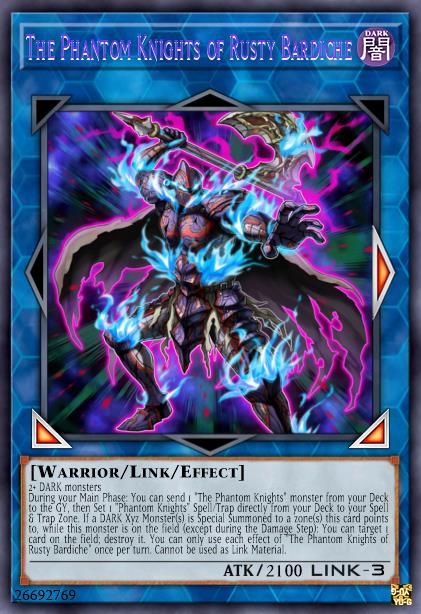 The Phantom Knights of Rusty Bardiche
DARK
闇
[Warrior/Link/Effect]
2+ DARK monsters
During your Main Phase: You can send 1 "The Phantom Knights" monster from your Deck
to the GY, then Set 1 "Phantom Knights" Spell/Trap directly from your Deck to your Spell
& Trap Zone. If a DARK Xyz Monster(s) is Special Summoned to a zone(s) this card points
to, while this monster is on the field (except during the Damage Step): You can target 1
card on the field; destroy it. You can only use each effect of "The Phantom Knights of
Rusty Bardiche" once per turn. Cannot be used as Link Material.
ATK/2100 LINK-3
26692769